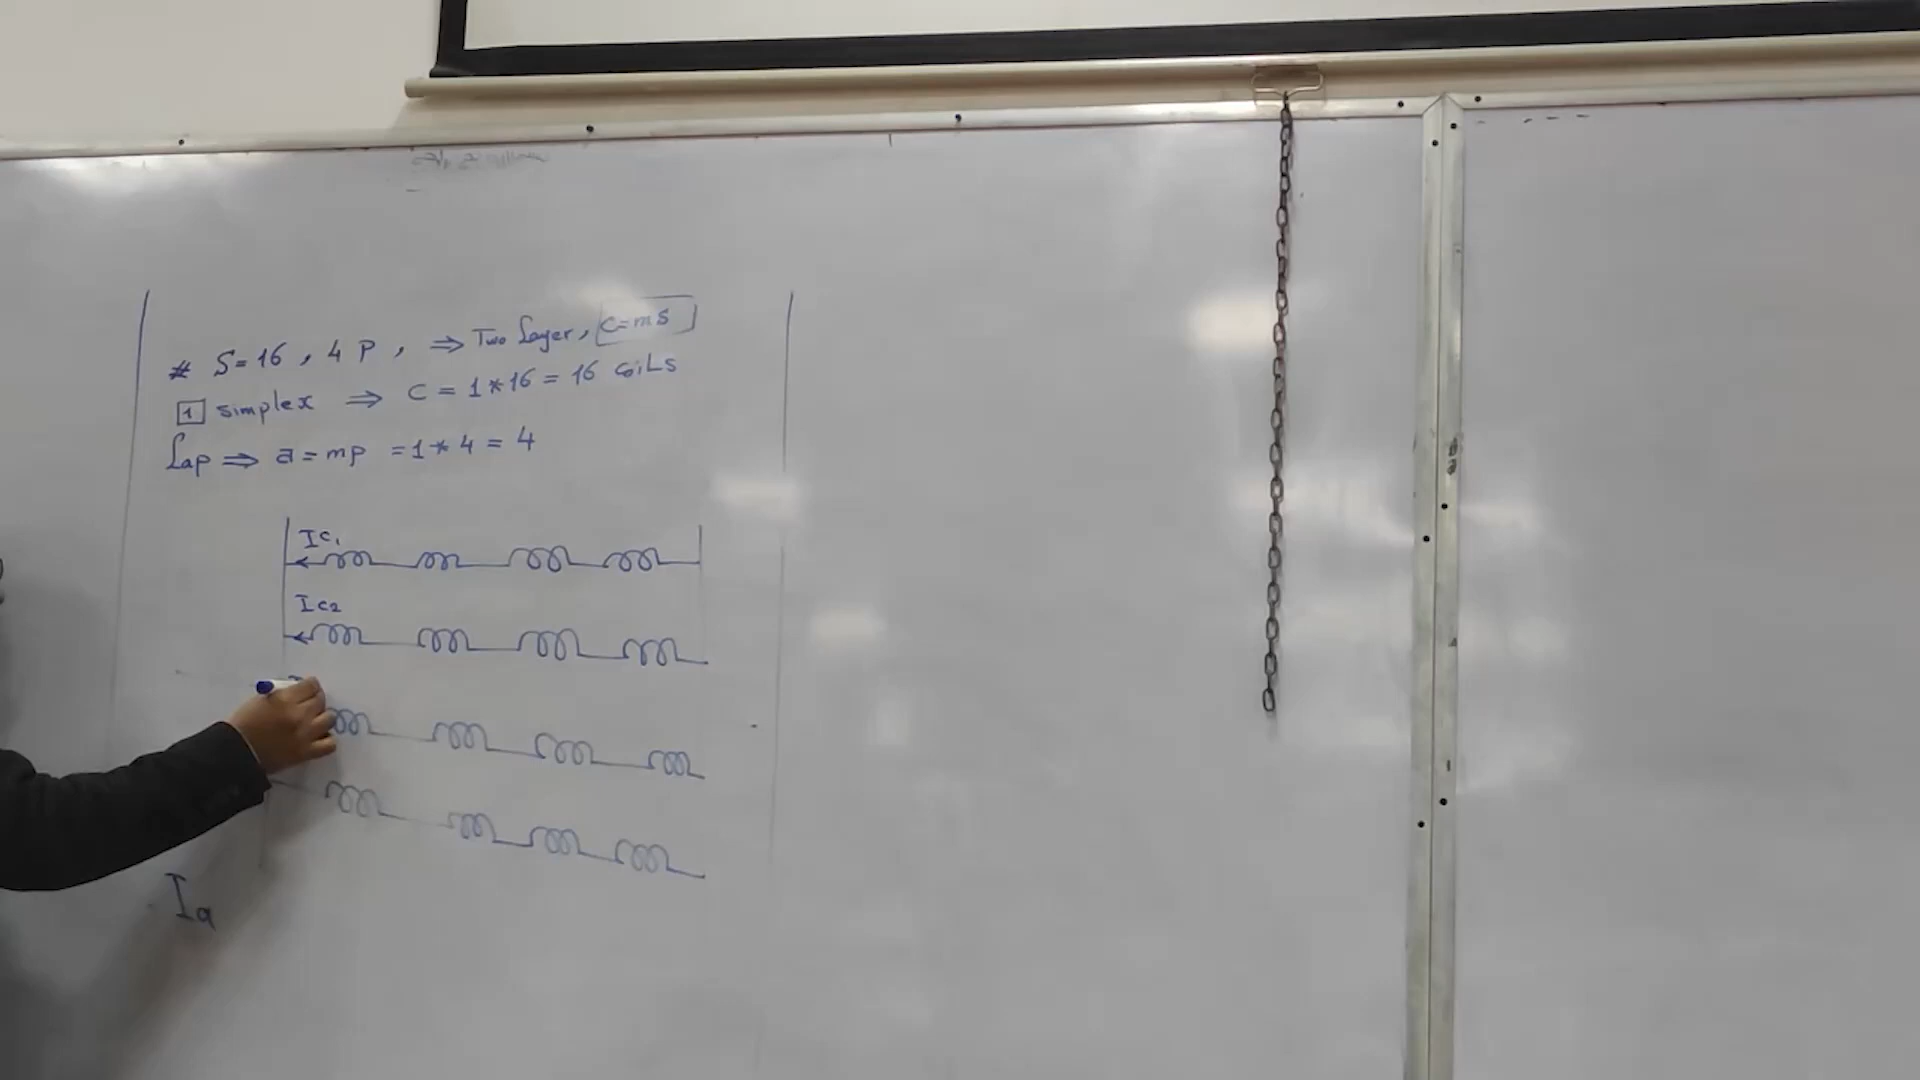 # S=16 , 4 P , ⇒ Two Layer, C=mS
1 simplex ⇒ C = 1*16 = 16 coiLs
Lap ⇒ a=mp =1*4 = 4
Ic1
Ic2
Ia